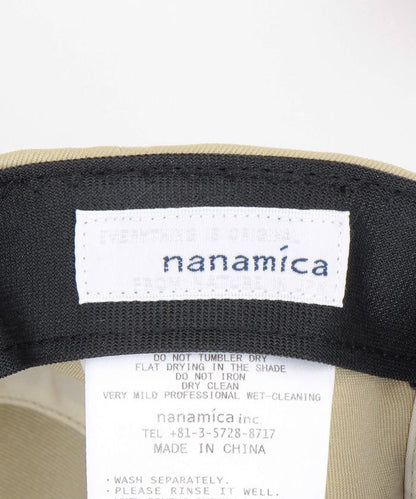 EVERYTHING IS ORIGINAL
nanamíca
DO NOT TUMBLER DRY
FLAT DRYING IN THE SHADE
DO NOT IRON
DRY CLEAN
VERY MILD PROFESSIONAL WET-CLEANING
nanamica inc.
TEL +81-3-5728-8717
MADE IN CHINA
・WASH SEPARATELY.
・PLEASE RINSE IT WELL.